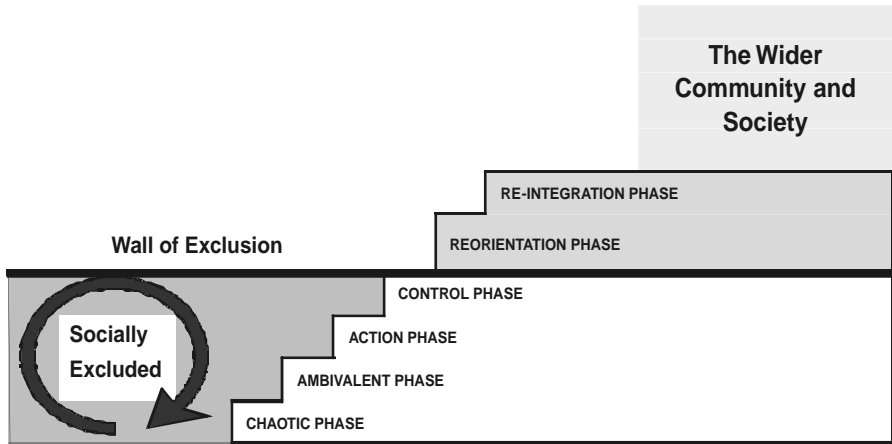 The Wider
Community and
Society
RE-INTEGRATION PHASE
Wall of Exclusion
REORIENTATION PHASE
CONTROL PHASE
Socially
Excluded
ACTION PHASE
AMBIVALENT PHASE
CHAOTIC PHASE